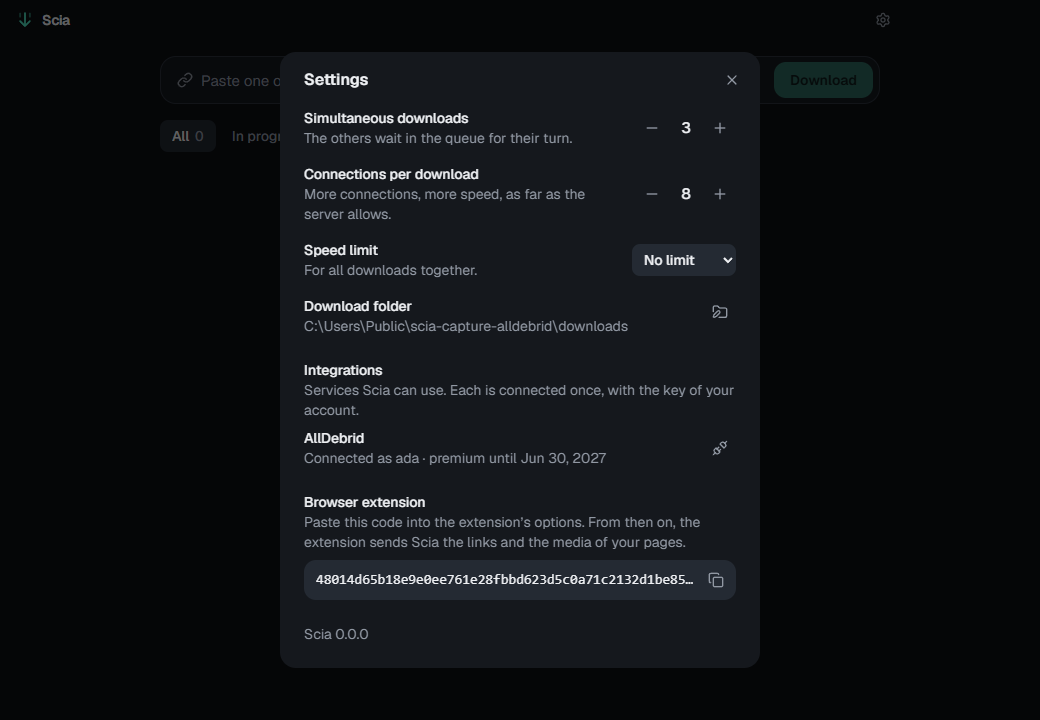 Scia
Paste one o
Download
All 0
In progr
Settings
Simultaneous downloads
The others wait in the queue for their turn.
3
Connections per download
More connections, more speed, as far as the
server allows.
8
Speed limit
For all downloads together.
No limit
Download folder
C:\Users\Public\scia-capture-alldebrid\downloads
Integrations
Services Scia can use. Each is connected once, with the key of your
account.
AllDebrid
Connected as ada · premium until Jun 30, 2027
Browser extension
Paste this code into the extension's options. From then on, the
extension sends Scia the links and the media of your pages.
48014d65b18e9e0ee761e28fbbd623d5c0a71c2132d1be85…
Scia 0.0.0